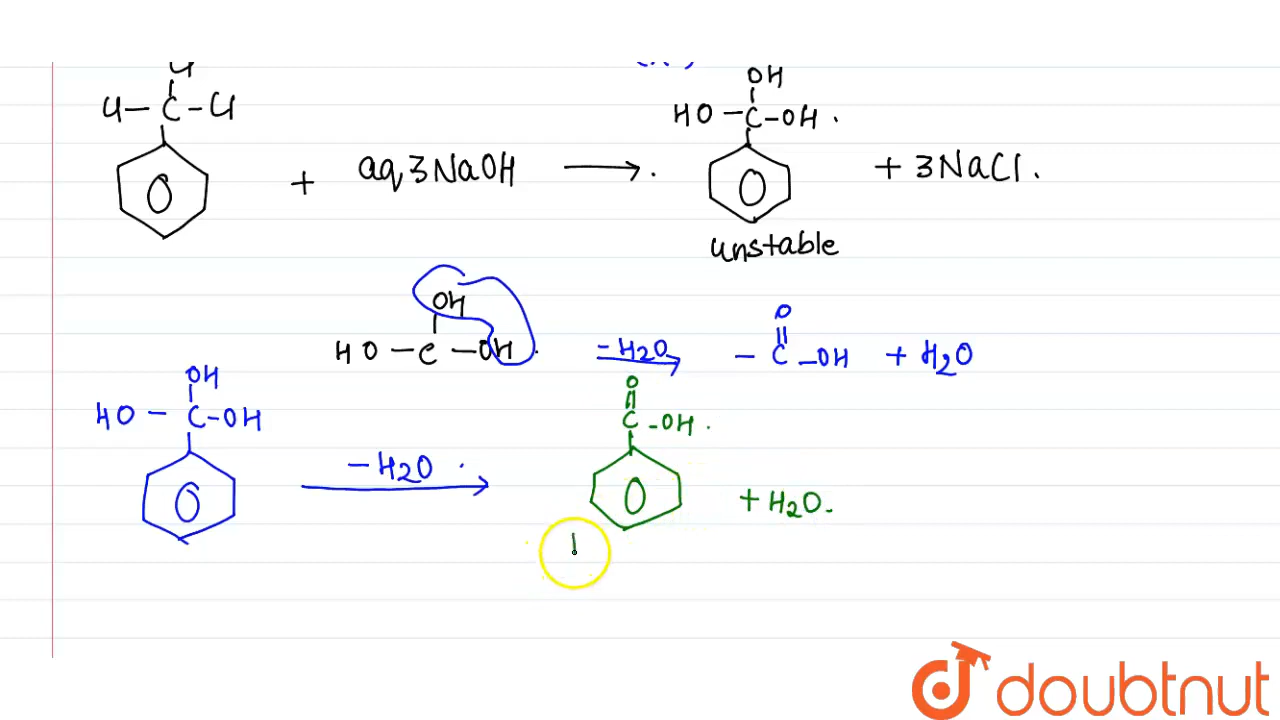 Cl
Cl - C - Cl
+ aq 3NaOH → .
OH
HO - C - OH .
+ 3NaCl .
unstable
OH
HO - C - OH .
-H2O
O
- C - OH + H2O
OH
HO - C - OH
-H2O .
O
C - OH .
+ H2O .
doubtnut